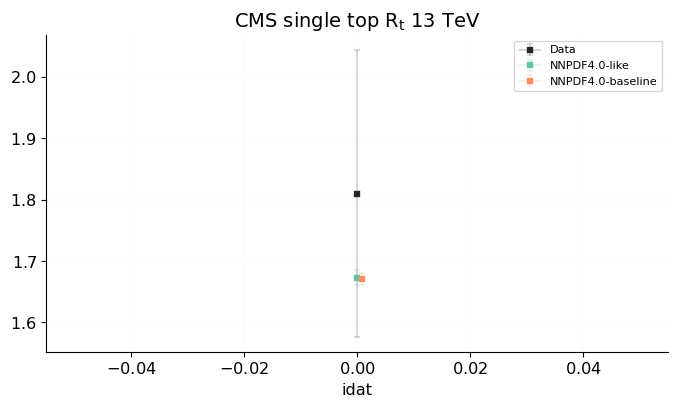 CMS single top Rt 13 TeV
Data
NNPDF4.0-like
NNPDF4.0-baseline
2.0
1.9
1.8
1.7
1.6
−0.04 −0.02 0.00 0.02 0.04
idat